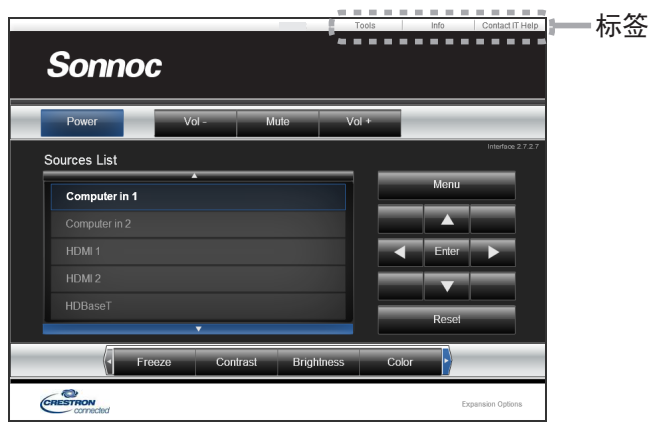 Tools Info Contact IT Help 标签
Sonnoc
Power Vol - Mute Vol +
Interface 2.7.2.7
Sources List
Computer in 1 Menu
Computer in 2
HDMI 1 Enter
HDMI 2
HDBaseT
Reset
Freeze Contrast Brightness Color
CRESTRON
connected
Expansion Options